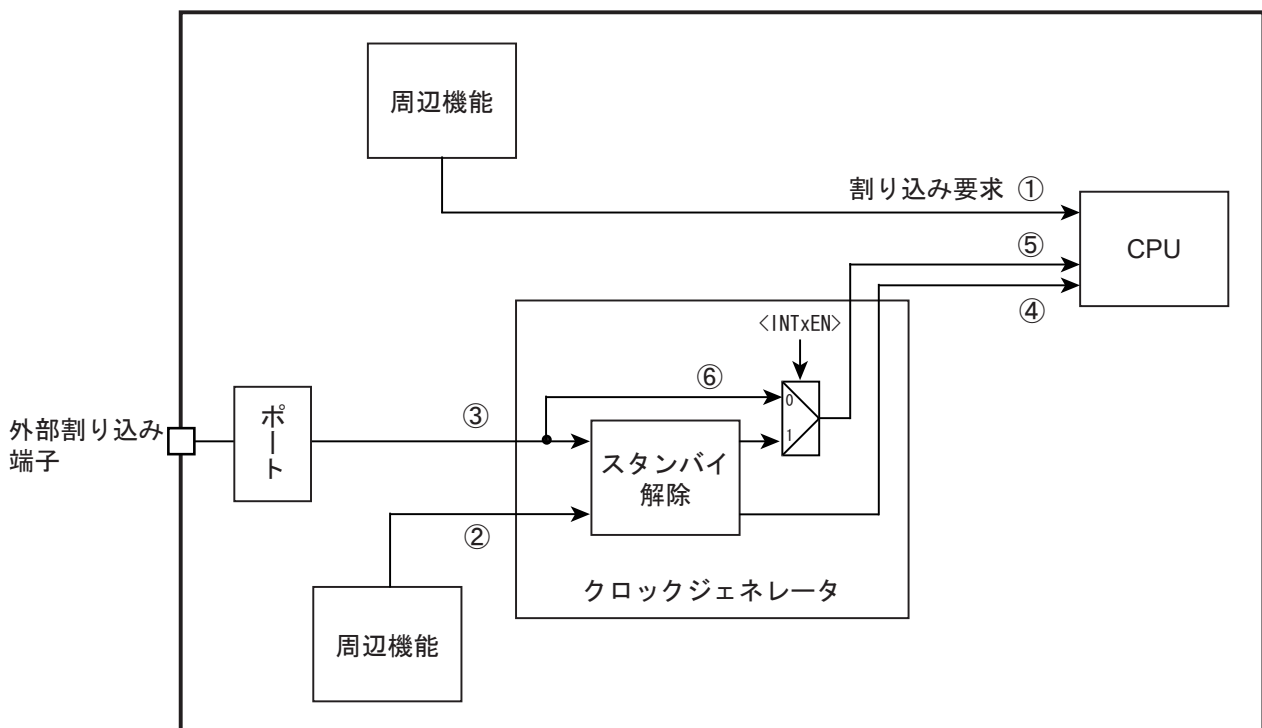 周辺機能
割り込み要求 ①
CPU
⑤
④
<INTxEN>
⑥
0
1
外部割り込み
端子
ポート
③
スタンバイ
解除
②
クロックジェネレータ
周辺機能